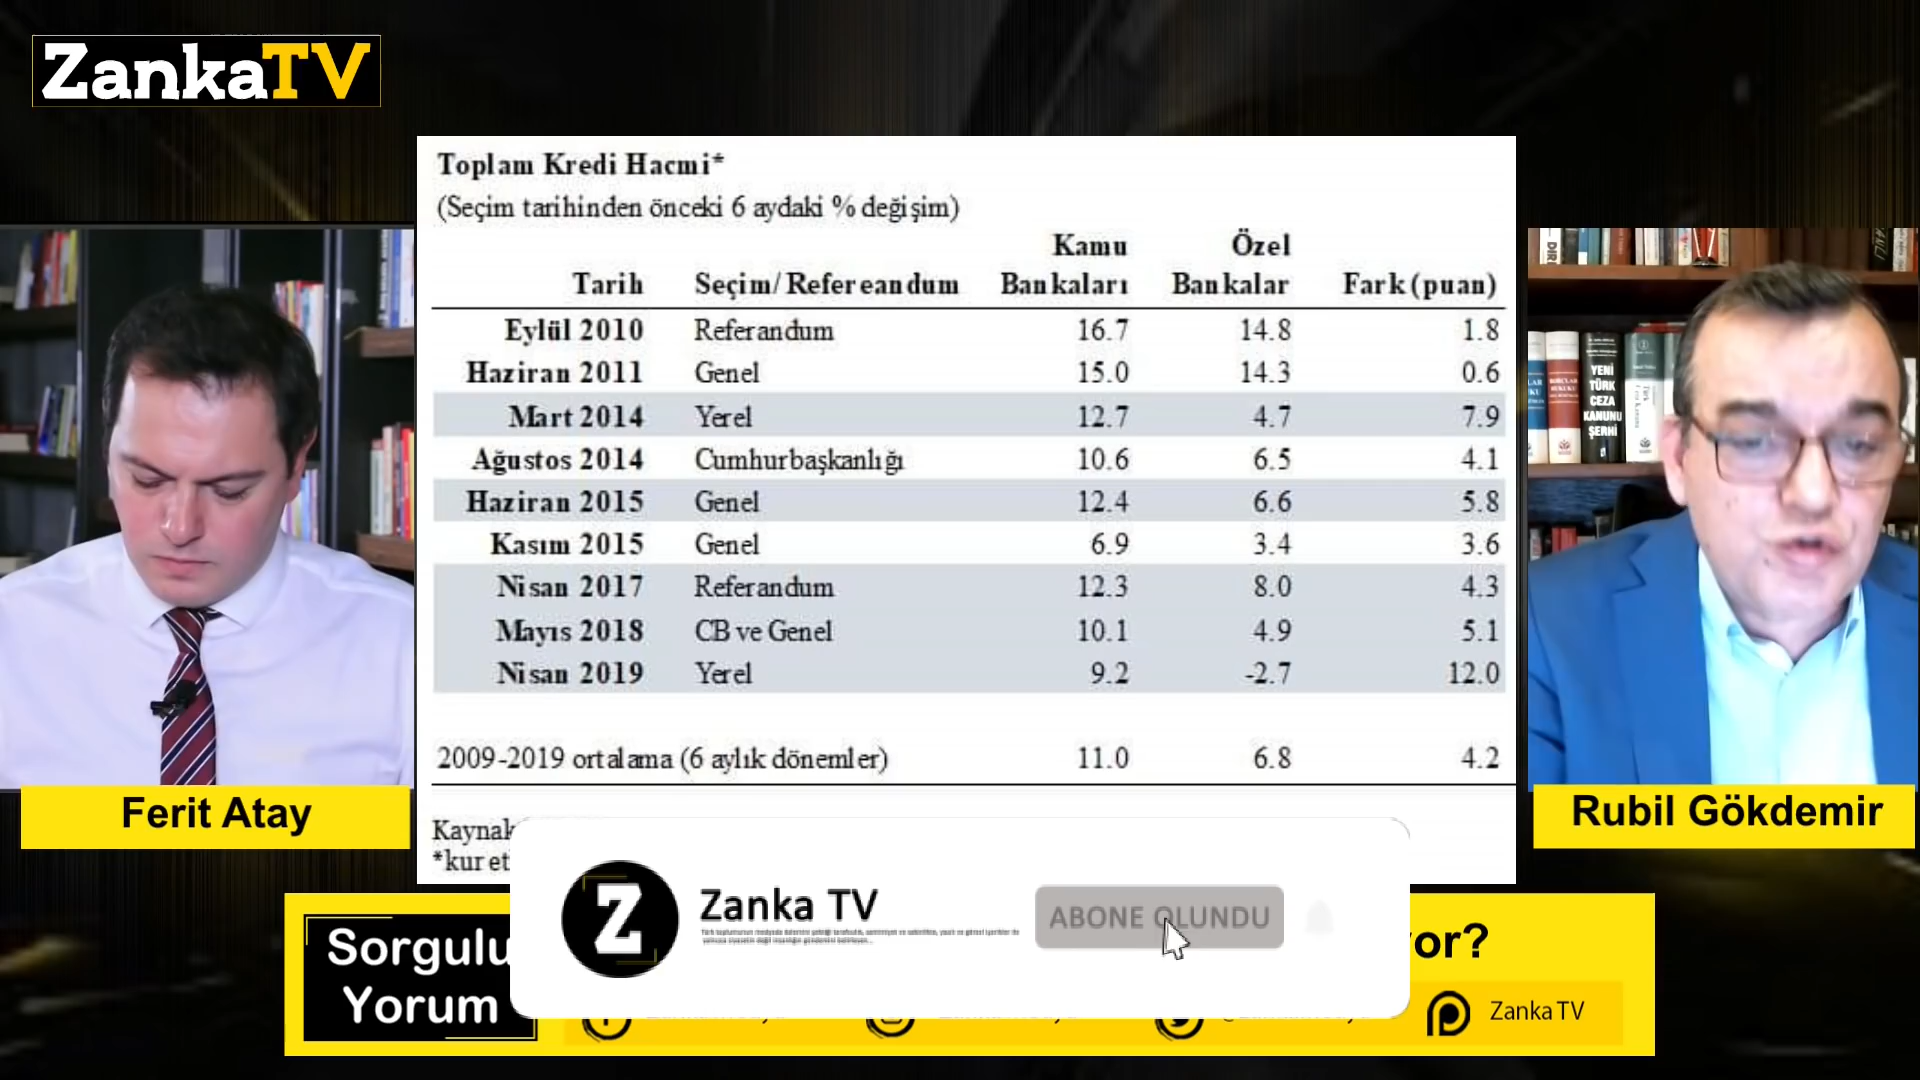 ZankaTV
Toplam Kredi Hacmi*
(Seçim tarihinden önceki 6 aydaki % değişim)
Tarih Seçim/Refereandum Kamu Bankaları Özel Bankalar Fark (puan)
Eylül 2010 Referandum 16.7 14.8 1.8
Haziran 2011 Genel 15.0 14.3 0.6
Mart 2014 Yerel 12.7 4.7 7.9
Ağustos 2014 Cumhurbaşkanlığı 10.6 6.5 4.1
Haziran 2015 Genel 12.4 6.6 5.8
Kasım 2015 Genel 6.9 3.4 3.6
Nisan 2017 Referandum 12.3 8.0 4.3
Mayıs 2018 CB ve Genel 10.1 4.9 5.1
Nisan 2019 Yerel 9.2 -2.7 12.0
2009-2019 ortalama (6 aylık dönemler) 11.0 6.8 4.2
Kaynak
*kur et
YENİ
TÜRK
CEZA
KANUNU
ŞERHİ
Ferit Atay
Rubil Gökdemir
Z
Zanka TV
ABONE OLUNDU
Sorgulu
Yorum
yor?
Zanka TV